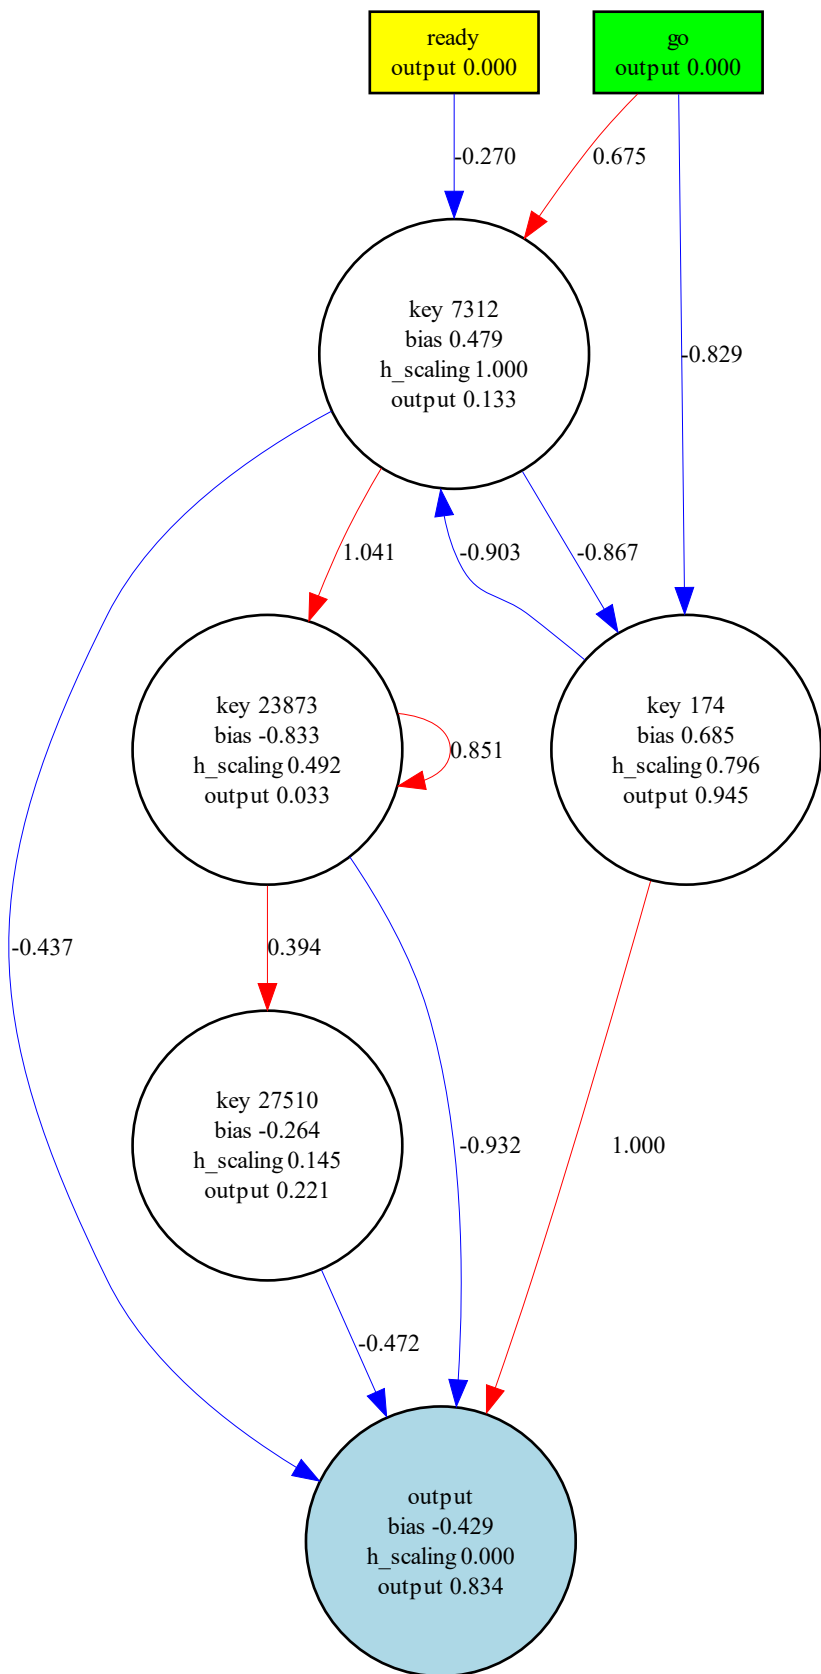 ready
output 0.000
go
output 0.000
-0.270
0.675
key 7312
bias 0.479
h_scaling 1.000
output 0.133
-0.829
1.041
-0.903
-0.867
key 23873
bias -0.833
h_scaling 0.492
output 0.033
0.851
key 174
bias 0.685
h_scaling 0.796
output 0.945
-0.437
0.394
key 27510
bias -0.264
h_scaling 0.145
output 0.221
-0.932
1.000
-0.472
output
bias -0.429
h_scaling 0.000
output 0.834